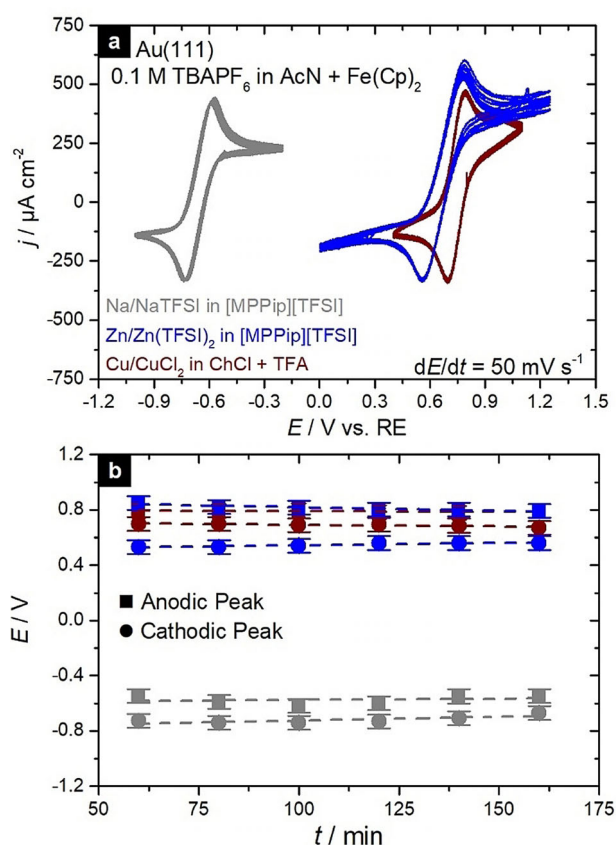 a
Au(111)
0.1 M TBAPF₆ in AcN + Fe(Cp)₂
750
500
250
0
-250
-500
-750
j / µA cm⁻²
Na/NaTFSI in [MPPip][TFSI]
Zn/Zn(TFSI)₂ in [MPPip][TFSI]
Cu/CuCl₂ in ChCl + TFA
dE/dt = 50 mV s⁻¹
-1.2 -0.9 -0.6 -0.3 0.0 0.3 0.6 0.9 1.2
E / V vs. RE
b
1.2
0.8
0.4
0.0
-0.4
-0.8
-1.2
E / V
Anodic Peak
Cathodic Peak
50 75 100 125 150 175
t / min